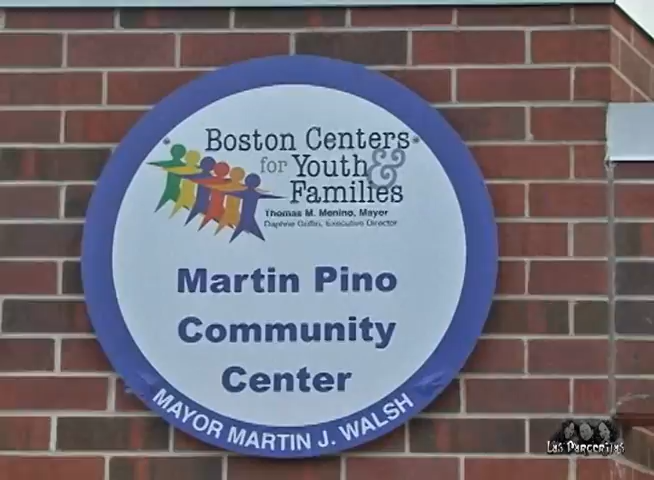 Boston Centers
for Youth &
Families
Thomas M. Menino, Mayor
Daphne Griffin, Executive Director
Martin Pino
Community
Center
MAYOR MARTIN J. WALSH
Las Parcerijas